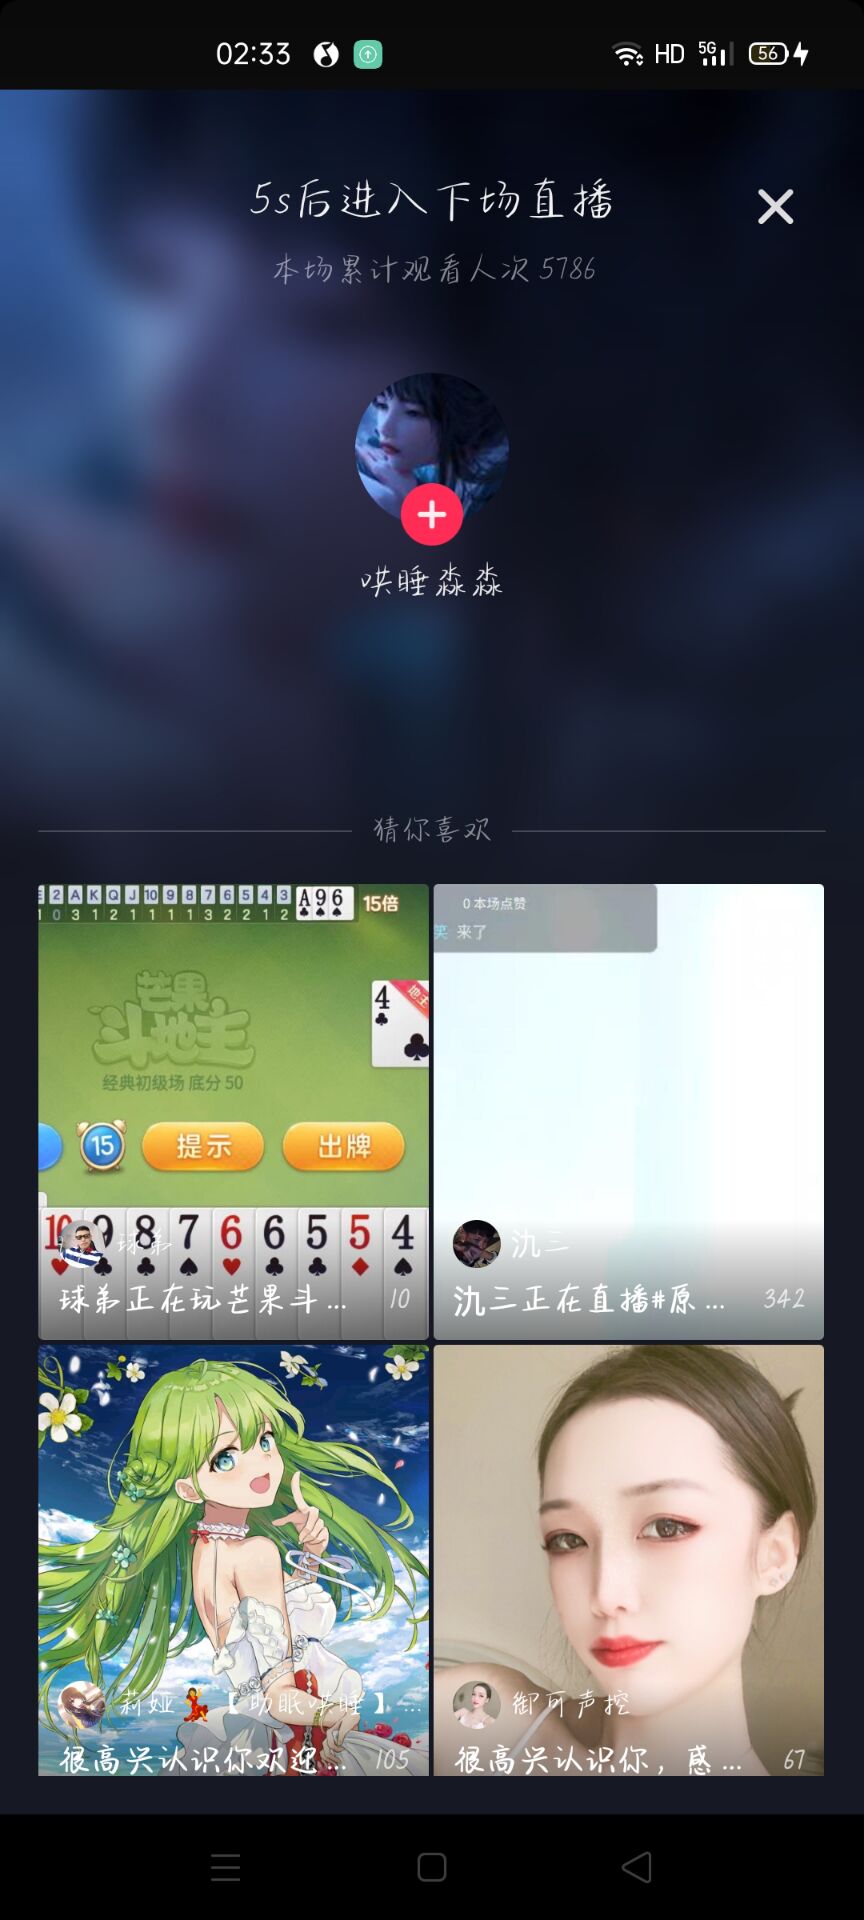 02:33
HD 5G 56
5s后进入下场直播
本场累计观看人次 5786
哄睡淼淼
猜你喜欢
2 A K Q J 10 9 8 7 6 5 4 3
0 3 1 2 1 1 1 1 3 2 2 1 2
A 9 6
15倍
芒果
斗地主
4
地主
经典初级场 底分 50
15
提示
出牌
10 9 8 7 6 6 5 5 4
球弟
球弟正在玩芒果斗...
10
0 本场点赞
笑 来了
氿三
氿三正在直播#原...
342
莉娅💃【助眠哄睡】...
很高兴认识你欢迎...
105
御可声控
很高兴认识你，感...
67